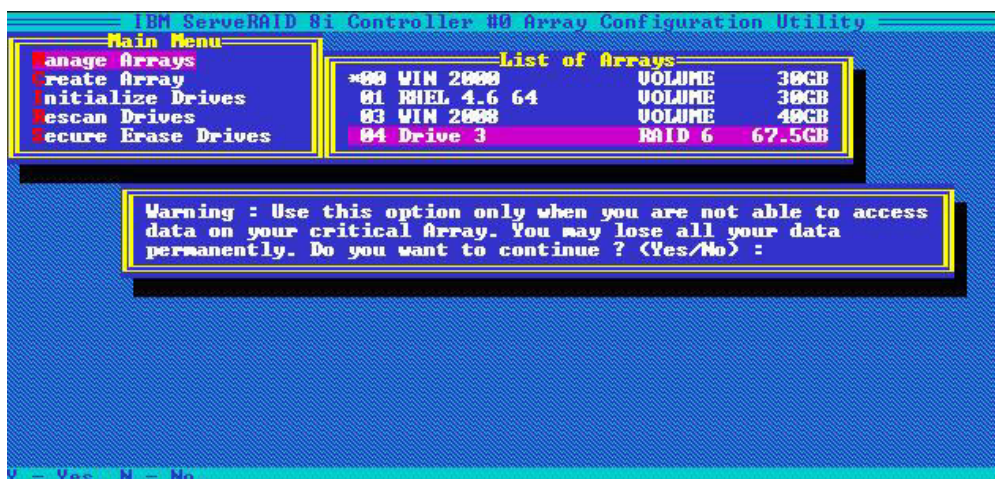 IBM ServeRAID 8i Controller #0 Array Configuration Utility
Main Menu
Manage Arrays
Create Array
Initialize Drives
Rescan Drives
Secure Erase Drives
List of Arrays
*00 WIN 2000 VOLUME 30GB
01 RHEL 4.6 64 VOLUME 30GB
03 WIN 2008 VOLUME 40GB
04 Drive 3 RAID 6 67.5GB
Warning : Use this option only when you are not able to access
data on your critical Array. You may lose all your data
permanently. Do you want to continue ? (Yes/No) :
Y - Yes N - No